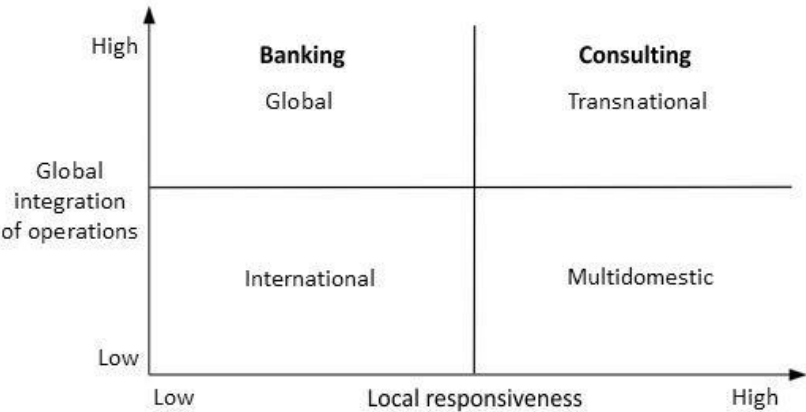 High
Banking
Consulting
Global
Transnational
Global
integration
of operations
International
Multidomestic
Low
Low
Local responsiveness
High